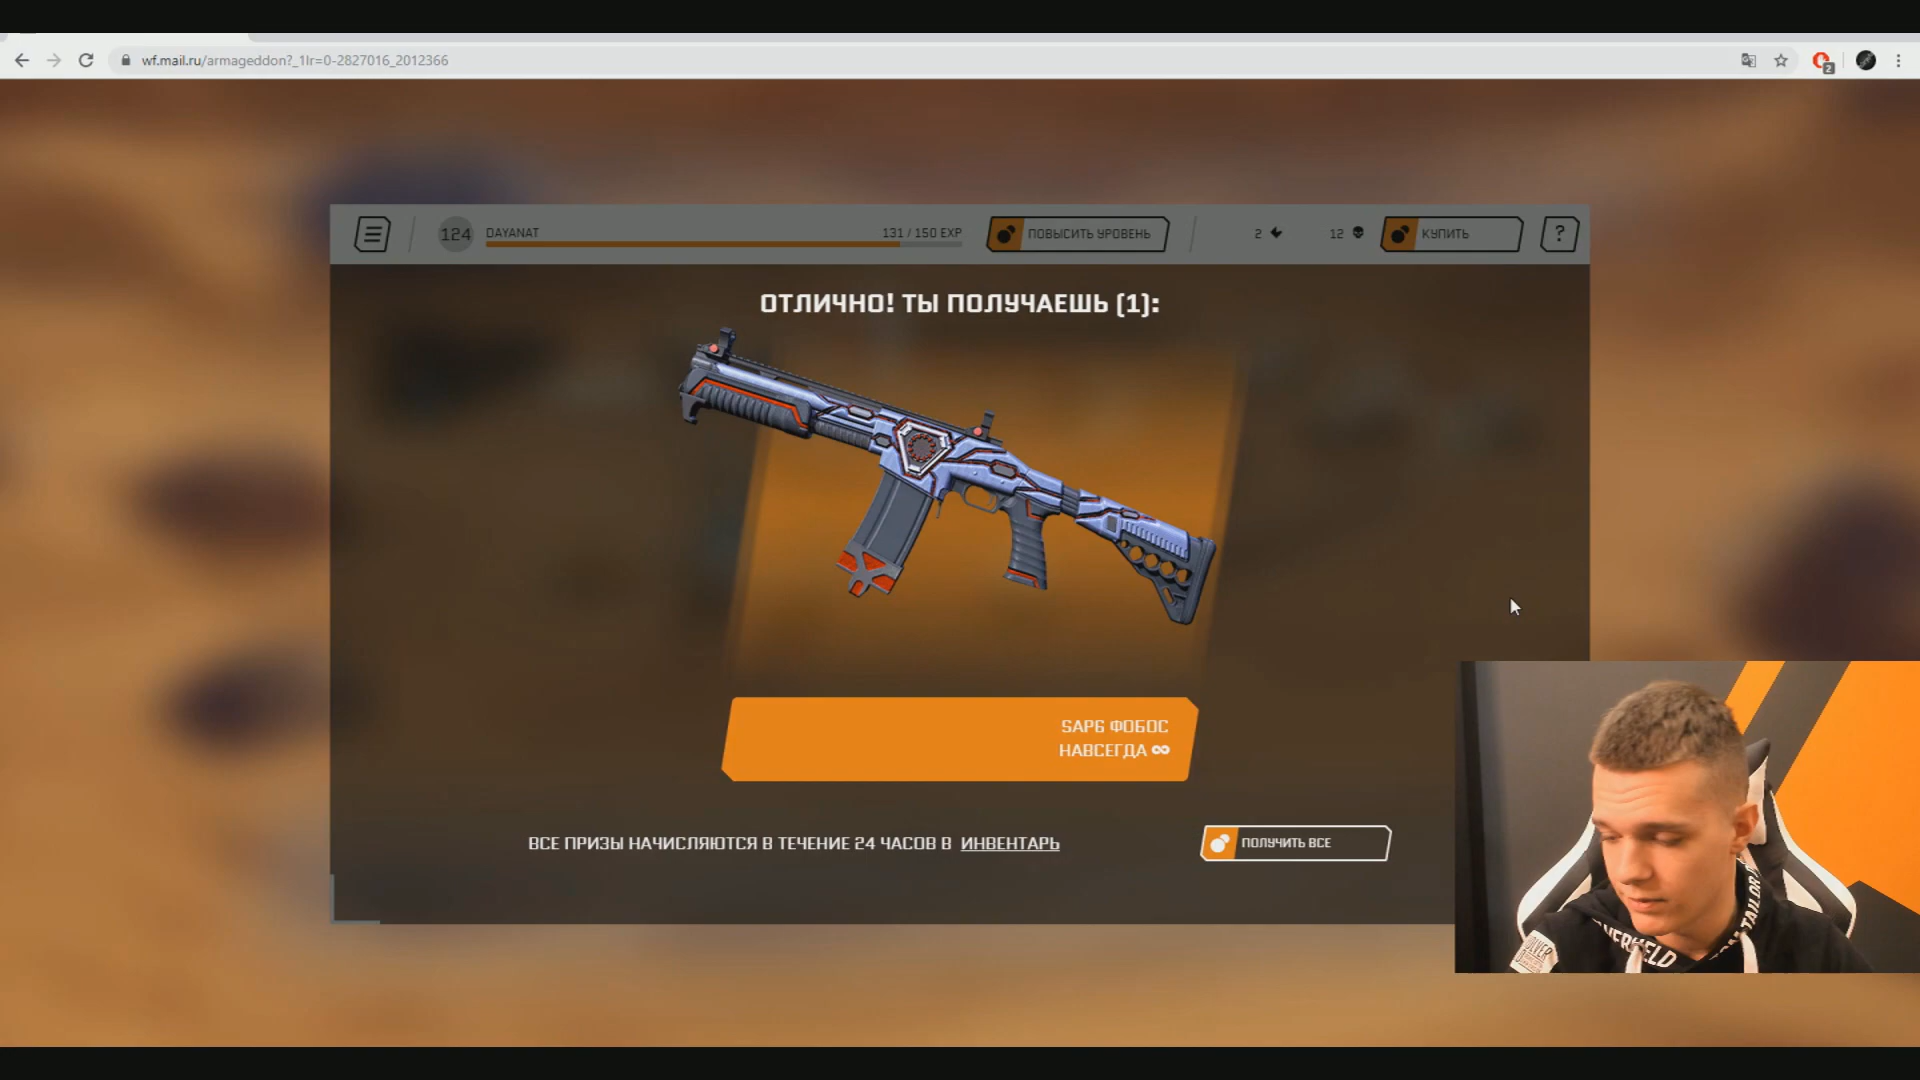 wf.mail.ru/armageddon?_1lr=0-2827016_2012366
2
124 DAYANAT 131 / 150 EXP ПОВЫСИТЬ УРОВЕНЬ 2 12 КУПИТЬ ?
ОТЛИЧНО! ТЫ ПОЛУЧАЕШЬ (1):
SAP6 ФОБОС
НАВСЕГДА ∞
ВСЕ ПРИЗЫ НАЧИСЛЯЮТСЯ В ТЕЧЕНИЕ 24 ЧАСОВ В ИНВЕНТАРЬ
ПОЛУЧИТЬ ВСЕ